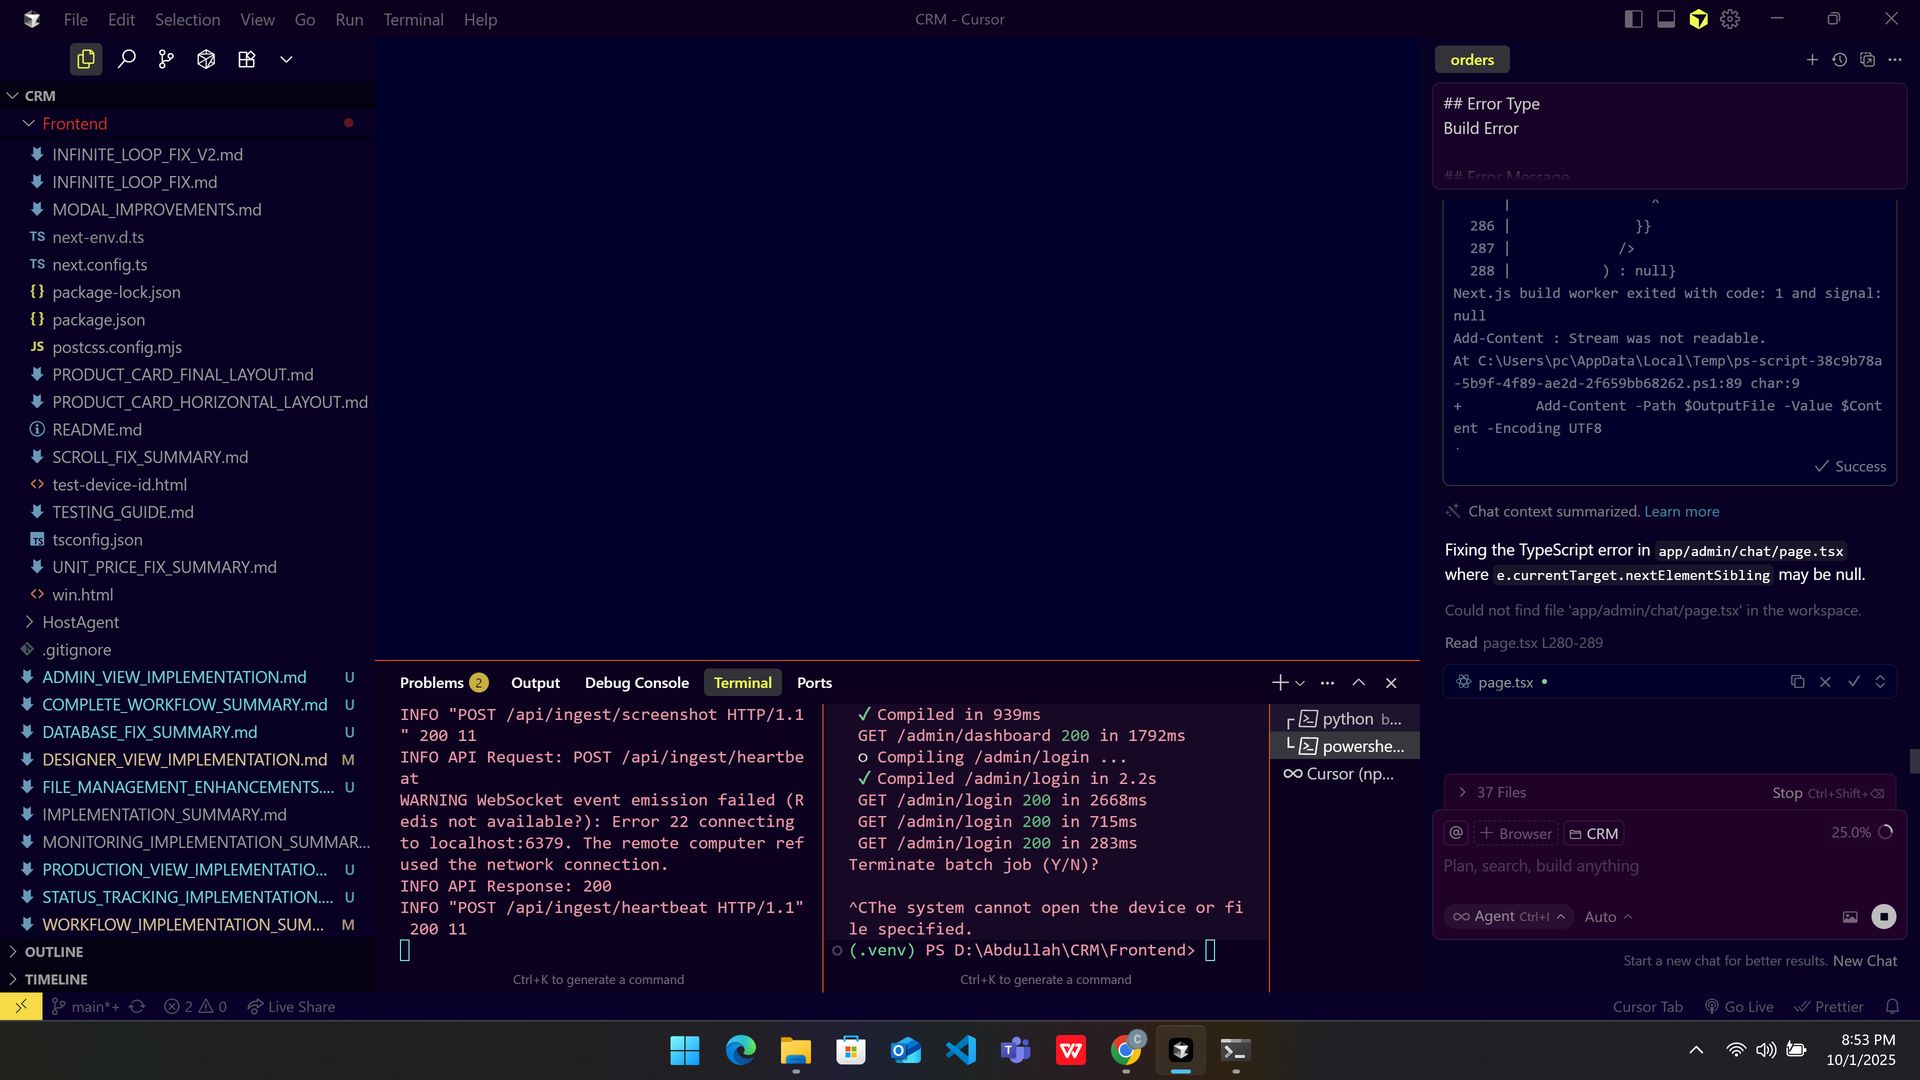 File Edit Selection View Go Run Terminal Help
CRM - Cursor
CRM
Frontend
INFINITE_LOOP_FIX_V2.md
INFINITE_LOOP_FIX.md
MODAL_IMPROVEMENTS.md
TS next-env.d.ts
TS next.config.ts
{} package-lock.json
{} package.json
JS postcss.config.mjs
PRODUCT_CARD_FINAL_LAYOUT.md
PRODUCT_CARD_HORIZONTAL_LAYOUT.md
README.md
SCROLL_FIX_SUMMARY.md
<> test-device-id.html
TESTING_GUIDE.md
TS tsconfig.json
UNIT_PRICE_FIX_SUMMARY.md
<> win.html
HostAgent
.gitignore
ADMIN_VIEW_IMPLEMENTATION.md U
COMPLETE_WORKFLOW_SUMMARY.md U
DATABASE_FIX_SUMMARY.md U
DESIGNER_VIEW_IMPLEMENTATION.md M
FILE_MANAGEMENT_ENHANCEMENTS.... U
IMPLEMENTATION_SUMMARY.md
MONITORING_IMPLEMENTATION_SUMMAR...
PRODUCTION_VIEW_IMPLEMENTATIO... U
STATUS_TRACKING_IMPLEMENTATION.... U
WORKFLOW_IMPLEMENTATION_SUM... M
OUTLINE
TIMELINE
Problems 2 Output Debug Console Terminal Ports
INFO "POST /api/ingest/screenshot HTTP/1.1
" 200 11
INFO API Request: POST /api/ingest/heartbe
at
WARNING WebSocket event emission failed (R
edis not available?): Error 22 connecting
to localhost:6379. The remote computer ref
used the network connection.
INFO API Response: 200
INFO "POST /api/ingest/heartbeat HTTP/1.1"
200 11
Ctrl+K to generate a command
✓ Compiled in 939ms
GET /admin/dashboard 200 in 1792ms
○ Compiling /admin/login ...
✓ Compiled /admin/login in 2.2s
GET /admin/login 200 in 2668ms
GET /admin/login 200 in 715ms
GET /admin/login 200 in 283ms
Terminate batch job (Y/N)?
^CThe system cannot open the device or fi
le specified.
(.venv) PS D:\Abdullah\CRM\Frontend>
Ctrl+K to generate a command
python b...
powershe...
Cursor (np...
orders
## Error Type
Build Error
## Error Message
| ^
286 | }}
287 | />
288 | ) : null}
Next.js build worker exited with code: 1 and signal:
null
Add-Content : Stream was not readable.
At C:\Users\pc\AppData\Local\Temp\ps-script-38c9b78a
-5b9f-4f89-ae2d-2f659bb68262.ps1:89 char:9
+ Add-Content -Path $OutputFile -Value $Cont
ent -Encoding UTF8
.
✓ Success
Chat context summarized. Learn more
Fixing the TypeScript error in app/admin/chat/page.tsx
where e.currentTarget.nextElementSibling may be null.
Could not find file 'app/admin/chat/page.tsx' in the workspace.
Read page.tsx L280-289
page.tsx
37 Files Stop Ctrl+Shift+⌫
@ + Browser CRM 25.0%
Plan, search, build anything
Agent Ctrl+I Auto
Start a new chat for better results. New Chat
main*+ 2 0 Live Share
Cursor Tab Go Live Prettier
C
8:53 PM
10/1/2025